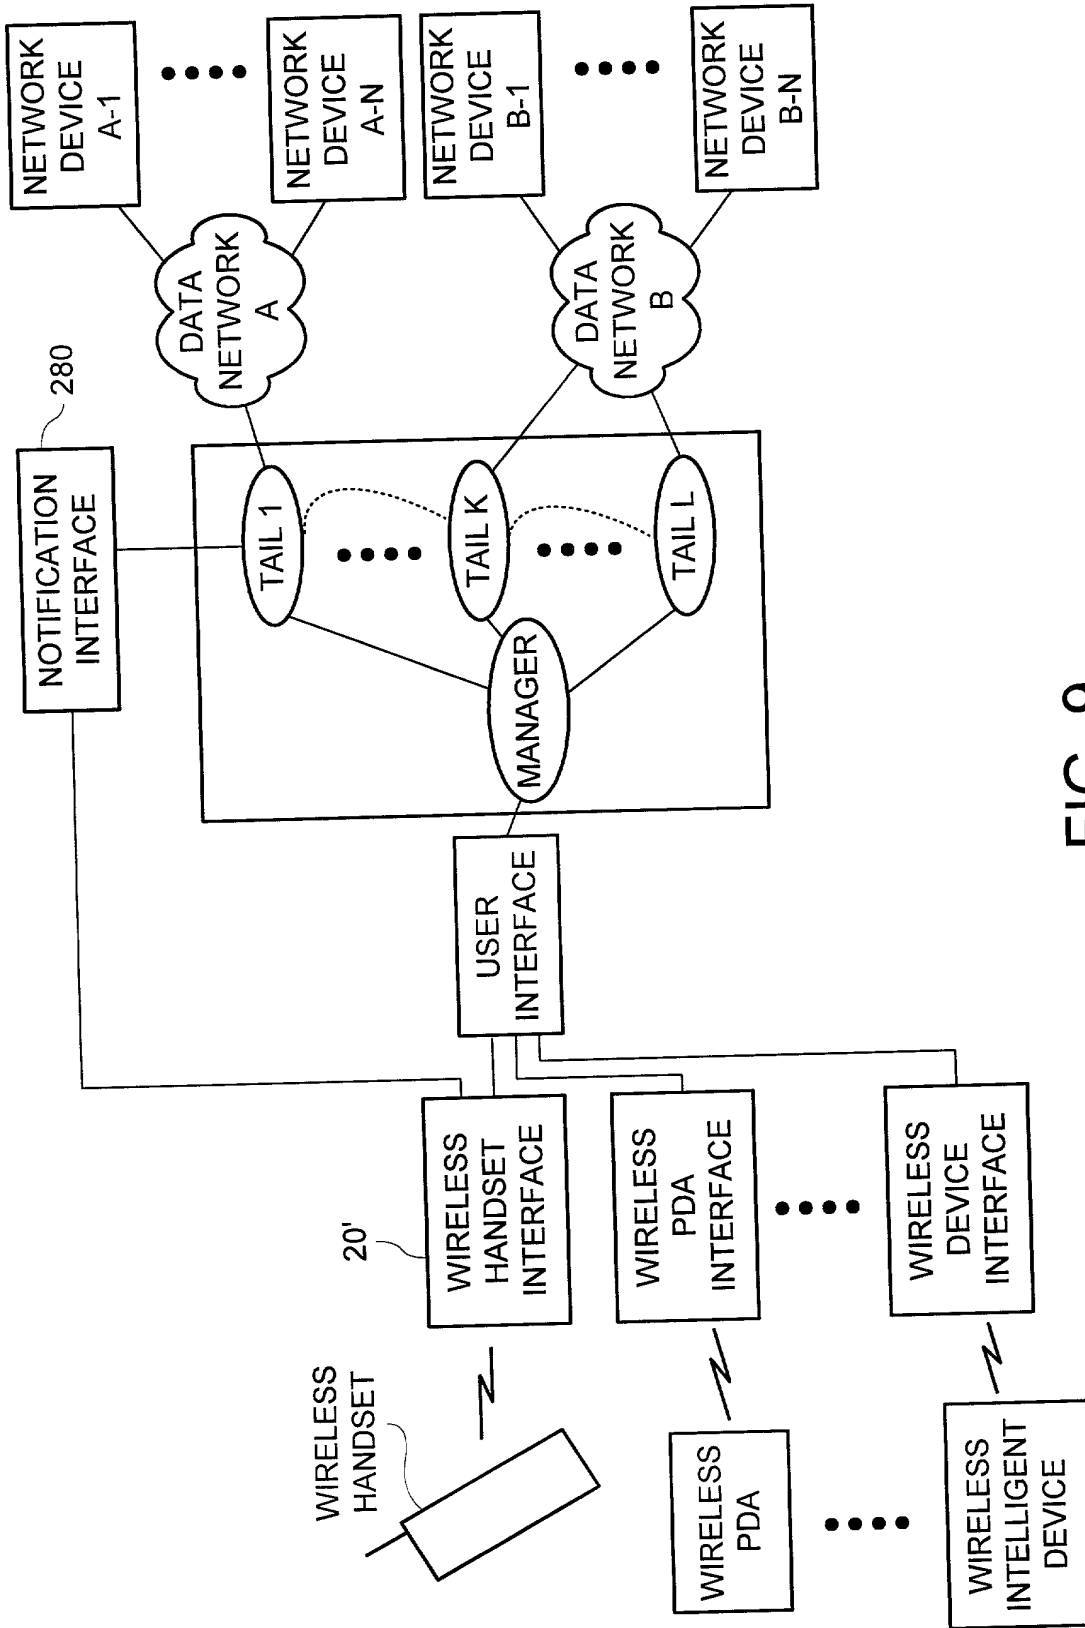 WIRELESS
HANDSET
20'
WIRELESS
HANDSET
INTERFACE
NOTIFICATION
INTERFACE
280
NETWORK
DEVICE
A-1
DATA
NETWORK
A
NETWORK
DEVICE
A-N
TAIL 1
USER
INTERFACE
MANAGER
TAIL K
TAIL L
NETWORK
DEVICE
B-1
DATA
NETWORK
B
NETWORK
DEVICE
B-N
WIRELESS
PDA
WIRELESS
PDA
INTERFACE
WIRELESS
INTELLIGENT
DEVICE
WIRELESS
DEVICE
INTERFACE
FIG